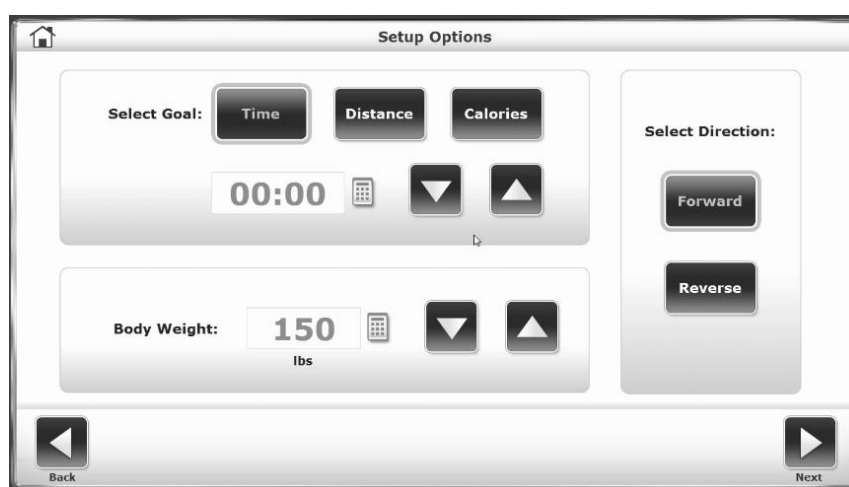 Setup Options
Select Goal: Time Distance Calories
00:00
Body Weight: 150
lbs
Select Direction:
Forward
Reverse
Back
Next